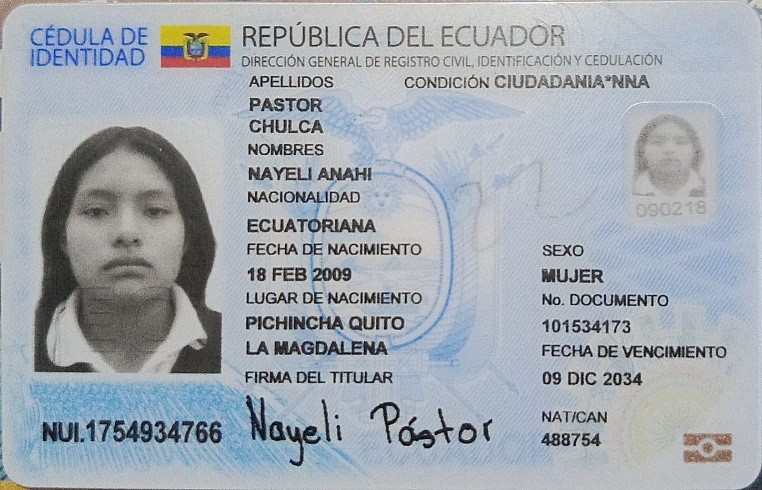 CÉDULA DE
IDENTIDAD
REPÚBLICA DEL ECUADOR
DIRECCIÓN GENERAL DE REGISTRO CIVIL, IDENTIFICACIÓN Y CEDULACIÓN
APELLIDOS
CONDICIÓN CIUDADANIA*NNA
PASTOR
CHULCA
NOMBRES
NAYELI ANAHI
NACIONALIDAD
ECUATORIANA
FECHA DE NACIMIENTO
18 FEB 2009
LUGAR DE NACIMIENTO
PICHINCHA QUITO
LA MAGDALENA
FIRMA DEL TITULAR
090218
SEXO
MUJER
No. DOCUMENTO
101534173
FECHA DE VENCIMIENTO
09 DIC 2034
NAT/CAN
488754
NUI.1754934766
Nayeli Pástor